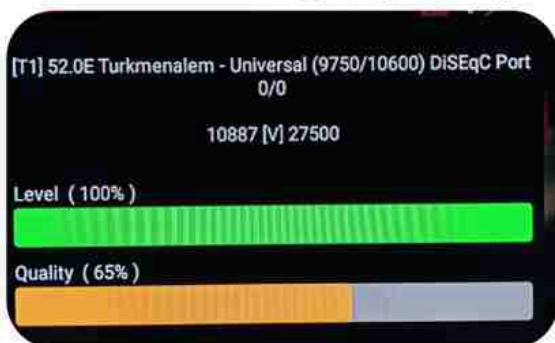 [T1] 52.0E Turkmenalem - Universal (9750/10600) DiSEqC Port
0/0
10887 [V] 27500
Level ( 100% )
Quality ( 65% )